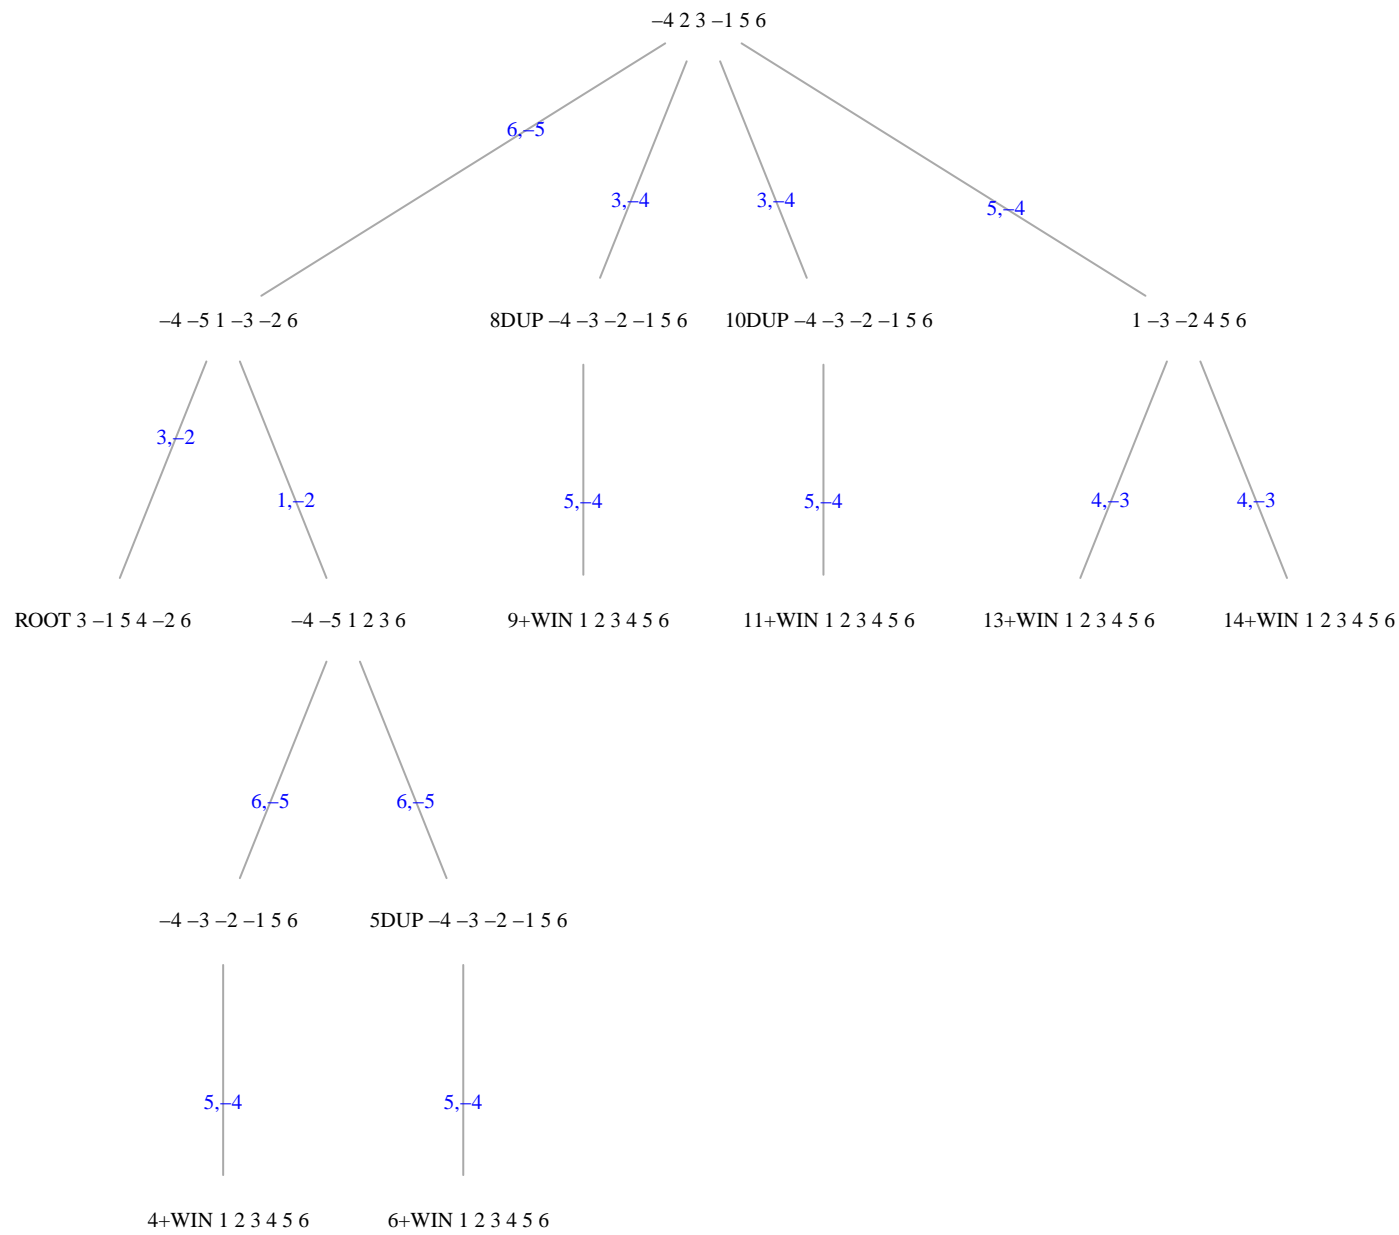 –4 2 3 –1 5 6
6,–5
3,–4
3,–4
5,–4
–4 –5 1 –3 –2 6
8DUP –4 –3 –2 –1 5 6
10DUP –4 –3 –2 –1 5 6
1 –3 –2 4 5 6
3,–2
1,–2
5,–4
5,–4
4,–3
4,–3
ROOT 3 –1 5 4 –2 6
–4 –5 1 2 3 6
9+WIN 1 2 3 4 5 6
11+WIN 1 2 3 4 5 6
13+WIN 1 2 3 4 5 6
14+WIN 1 2 3 4 5 6
6,–5
6,–5
–4 –3 –2 –1 5 6
5DUP –4 –3 –2 –1 5 6
5,–4
5,–4
4+WIN 1 2 3 4 5 6
6+WIN 1 2 3 4 5 6